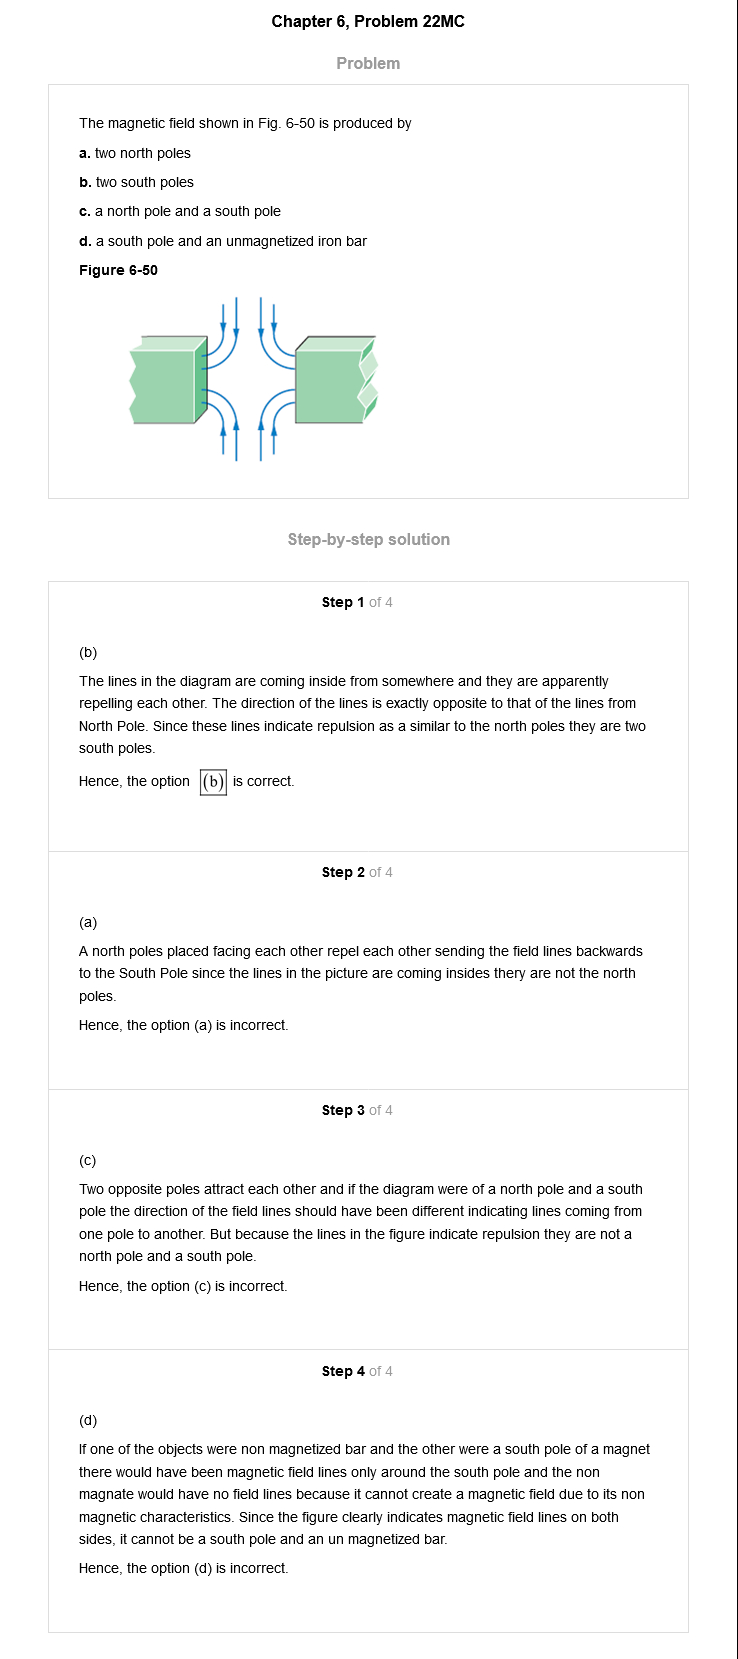 Chapter 6, Problem 22MC
Problem
The magnetic field shown in Fig. 6-50 is produced by
a. two north poles
b. two south poles
c. a north pole and a south pole
d. a south pole and an unmagnetized iron bar
Figure 6-50
Step-by-step solution
Step 1 of 4
(b)
The lines in the diagram are coming inside from somewhere and they are apparently
repelling each other. The direction of the lines is exactly opposite to that of the lines from
North Pole. Since these lines indicate repulsion as a similar to the north poles they are two
south poles.
Hence, the option (b) is correct.
Step 2 of 4
(a)
A north poles placed facing each other repel each other sending the field lines backwards
to the South Pole since the lines in the picture are coming insides thery are not the north
poles.
Hence, the option (a) is incorrect.
Step 3 of 4
(c)
Two opposite poles attract each other and if the diagram were of a north pole and a south
pole the direction of the field lines should have been different indicating lines coming from
one pole to another. But because the lines in the figure indicate repulsion they are not a
north pole and a south pole.
Hence, the option (c) is incorrect.
Step 4 of 4
(d)
If one of the objects were non magnetized bar and the other were a south pole of a magnet
there would have been magnetic field lines only around the south pole and the non
magnate would have no field lines because it cannot create a magnetic field due to its non
magnetic characteristics. Since the figure clearly indicates magnetic field lines on both
sides, it cannot be a south pole and an un magnetized bar.
Hence, the option (d) is incorrect.